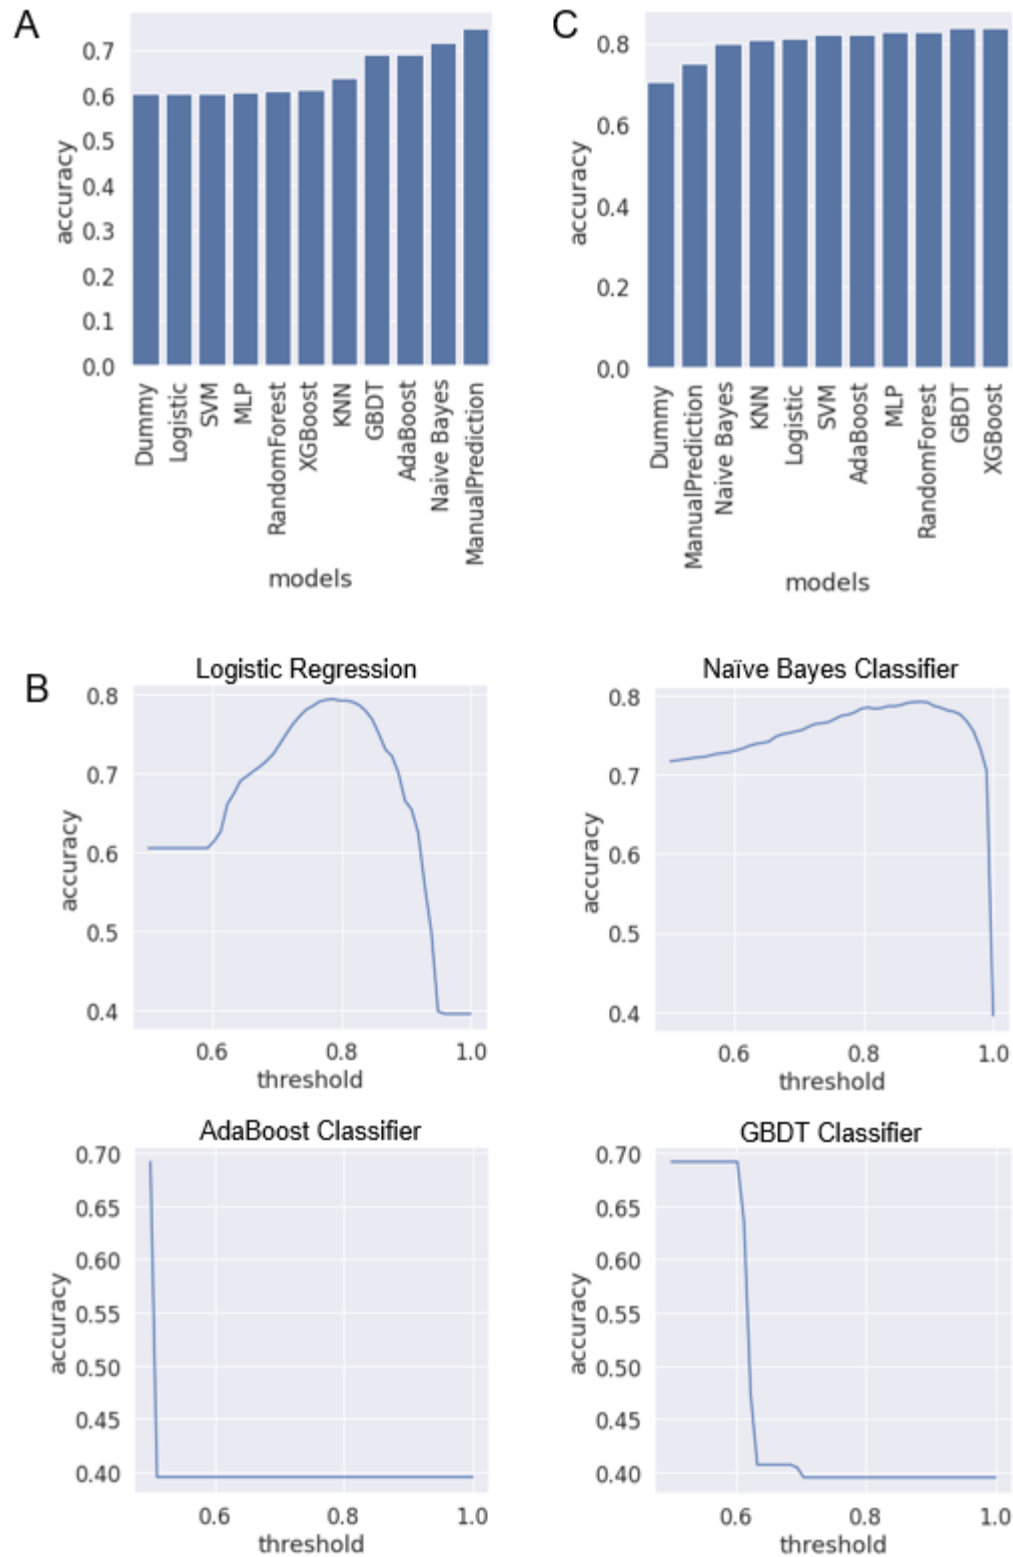 A
0.7
0.6
0.5
0.4
0.3
0.2
0.1
0.0
accuracy
Dummy
Logistic
SVM
MLP
RandomForest
XGBoost
KNN
GBDT
AdaBoost
Naive Bayes
ManualPrediction
models
C
0.8
0.6
0.4
0.2
0.0
accuracy
Dummy
ManualPrediction
Naive Bayes
KNN
Logistic
SVM
AdaBoost
MLP
RandomForest
GBDT
XGBoost
models
B
Logistic Regression
0.8
0.7
0.6
0.5
0.4
accuracy
0.6 0.8 1.0
threshold
Naïve Bayes Classifier
0.8
0.7
0.6
0.5
0.4
accuracy
0.6 0.8 1.0
threshold
AdaBoost Classifier
0.70
0.65
0.60
0.55
0.50
0.45
0.40
accuracy
0.6 0.8 1.0
threshold
GBDT Classifier
0.70
0.65
0.60
0.55
0.50
0.45
0.40
accuracy
0.6 0.8 1.0
threshold